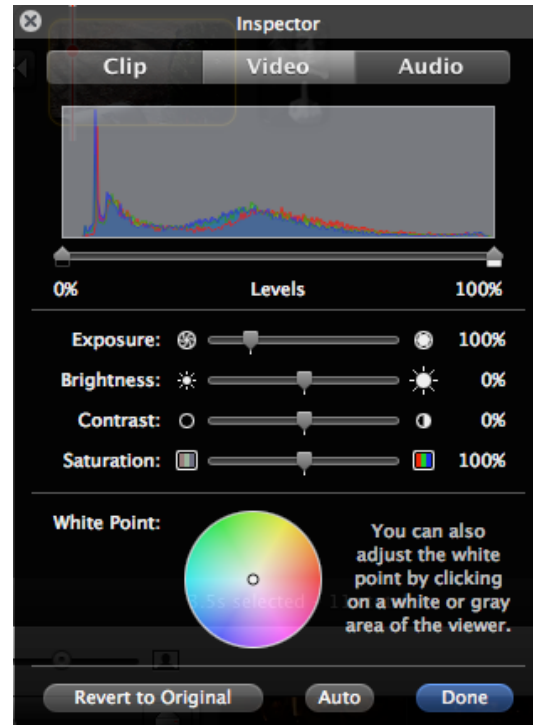 Inspector
Clip Video Audio
0% Levels 100%
Exposure: 100%
Brightness: 0%
Contrast: 0%
Saturation: 100%
White Point:
You can also
adjust the white
point by clicking
on a white or gray
area of the viewer.
selected
Revert to Original Auto Done